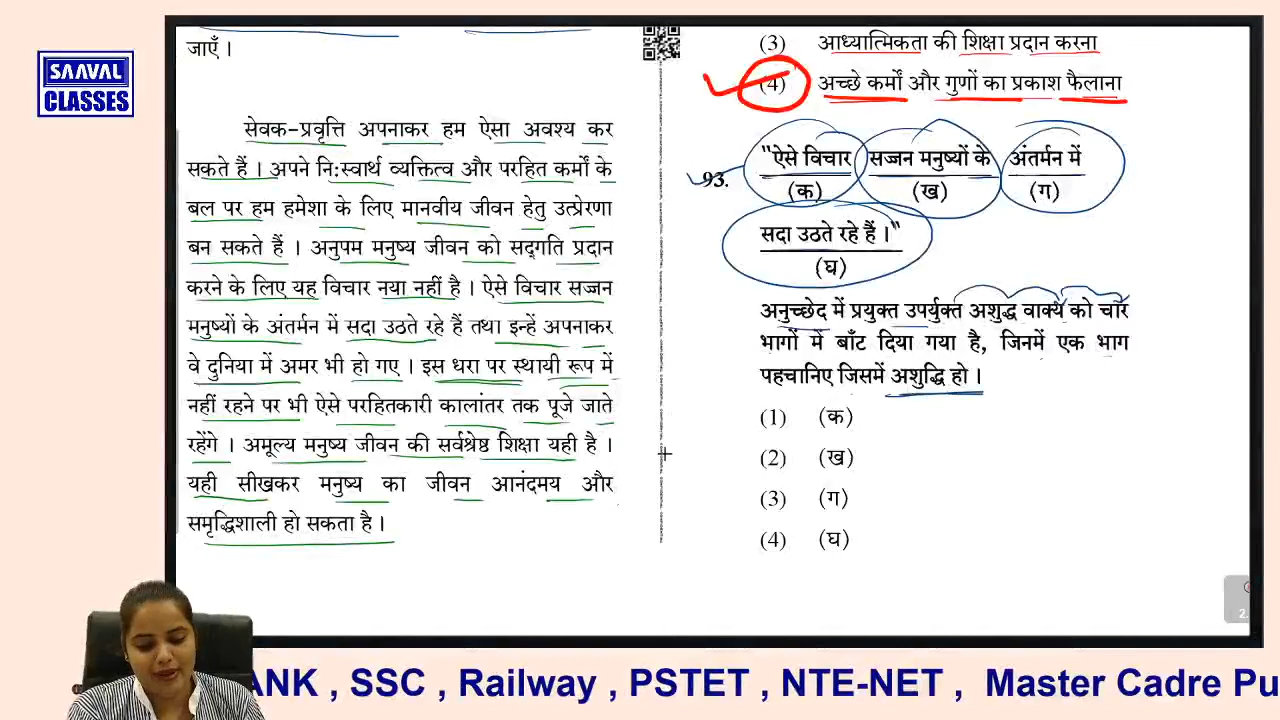 SAAVAL
CLASSES
जाएँ ।
सेवक-प्रवृत्ति अपनाकर हम ऐसा अवश्य कर
सकते हैं । अपने नि:स्वार्थ व्यक्तित्व और परहित कर्मों के
बल पर हम हमेशा के लिए मानवीय जीवन हेतु उत्प्रेरणा
बन सकते हैं । अनुपम मनुष्य जीवन को सद्‌गति प्रदान
करने के लिए यह विचार नया नहीं है । ऐसे विचार सज्जन
मनुष्यों के अंतर्मन में सदा उठते रहे हैं तथा इन्हें अपनाकर
वे दुनिया में अमर भी हो गए । इस धरा पर स्थायी रूप में
नहीं रहने पर भी ऐसे परहितकारी कालांतर तक पूजे जाते
रहेंगे । अमूल्य मनुष्य जीवन की सर्वश्रेष्ठ शिक्षा यही है ।
यही सीखकर मनुष्य का जीवन आनंदमय और
समृद्धिशाली हो सकता है ।
(3) आध्यात्मिकता की शिक्षा प्रदान करना
(4) अच्छे कर्मों और गुणों का प्रकाश फैलाना
93. "ऐसे विचार सज्जन मनुष्यों के अंतर्मन में
(क) (ख) (ग)
सदा उठते रहे हैं ।"
(घ)
अनुच्छेद में प्रयुक्त उपर्युक्त अशुद्ध वाक्य को चार
भागों में बाँट दिया गया है, जिनमें एक भाग
पहचानिए जिसमें अशुद्धि हो ।
(1) (क)
(2) (ख)
(3) (ग)
(4) (घ)
ANK , SSC , Railway , PSTET , NTE-NET , Master Cadre Pu